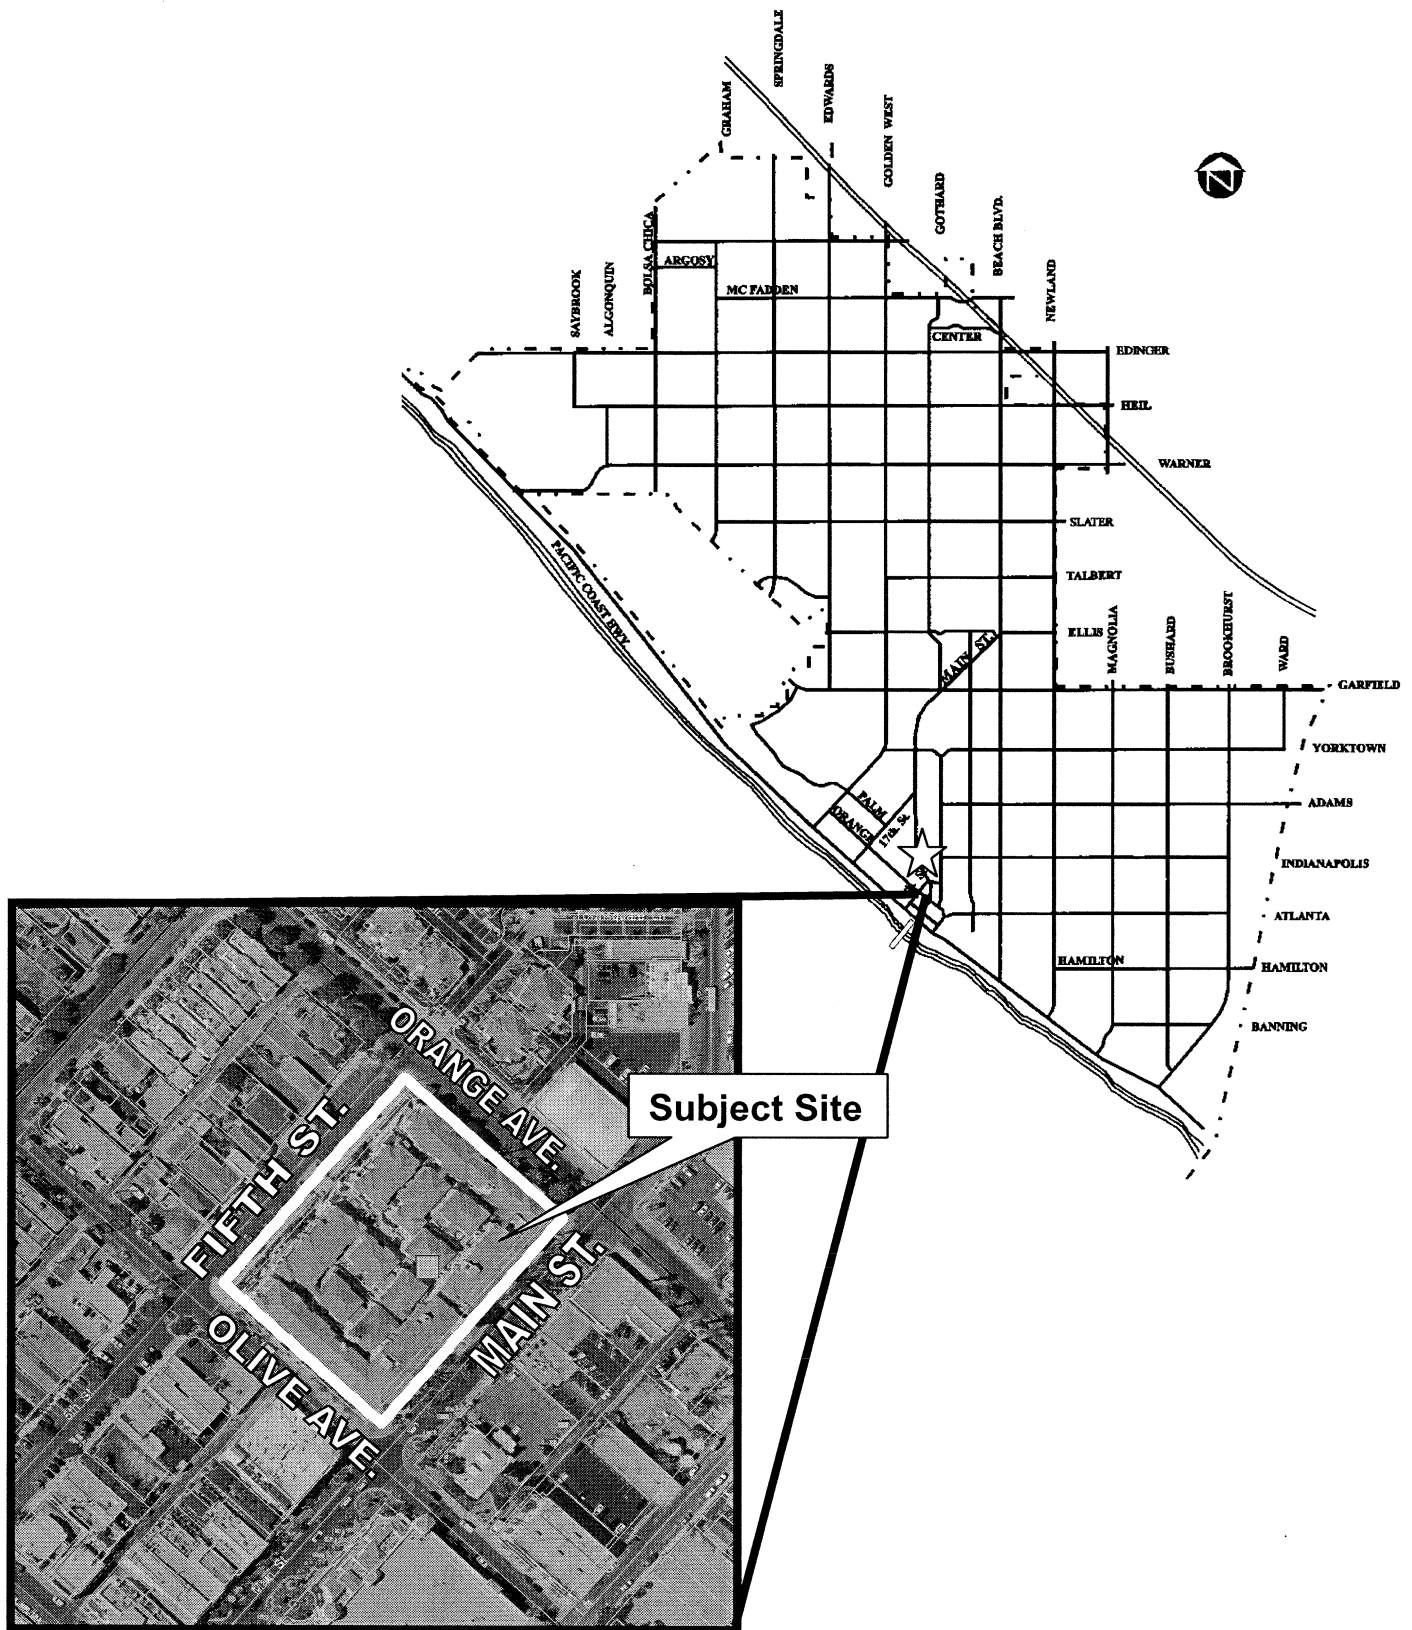 SPRINGDALE
GRAHAM
EDWARDS
GOLDEN WEST
GOTHARD
BEACH BLVD.
N
BOLSA CHICA
ARGOSY
SAYBROOK
ALGONQUIN
MC FADDEN
NEWLAND
CENTER
EDINGER
HEIL
WARNER
SLATER
PACIFIC COAST HWY.
TALBERT
ELLIS
MAIN ST.
MAGNOLIA
BUSHARD
BROOKHURST
WARD
GARFIELD
YORKTOWN
PALM
ORANGE
17th. St
ADAMS
INDIANAPOLIS
ATLANTA
HAMILTON
HAMILTON
BANNING
ORANGE AVE.
Subject Site
FIFTH ST.
MAIN ST.
OLIVE AVE.
5th St